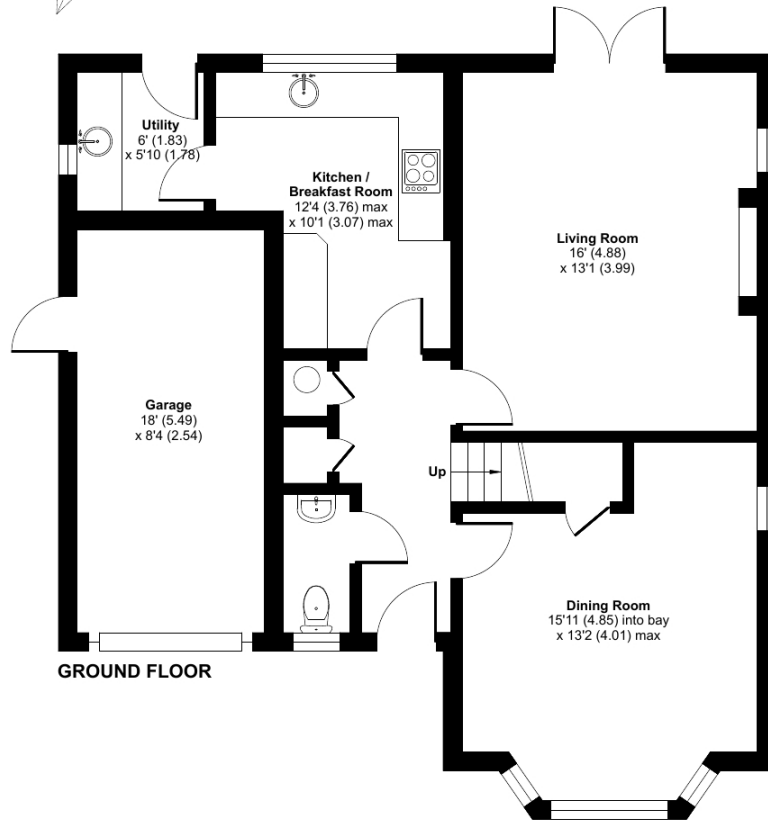 Utility
6' (1.83)
x 5'10 (1.78)
Kitchen /
Breakfast Room
12'4 (3.76) max
x 10'1 (3.07) max
Living Room
16' (4.88)
x 13'1 (3.99)
Garage
18' (5.49)
x 8'4 (2.54)
Up
Dining Room
15'11 (4.85) into bay
x 13'2 (4.01) max
GROUND FLOOR